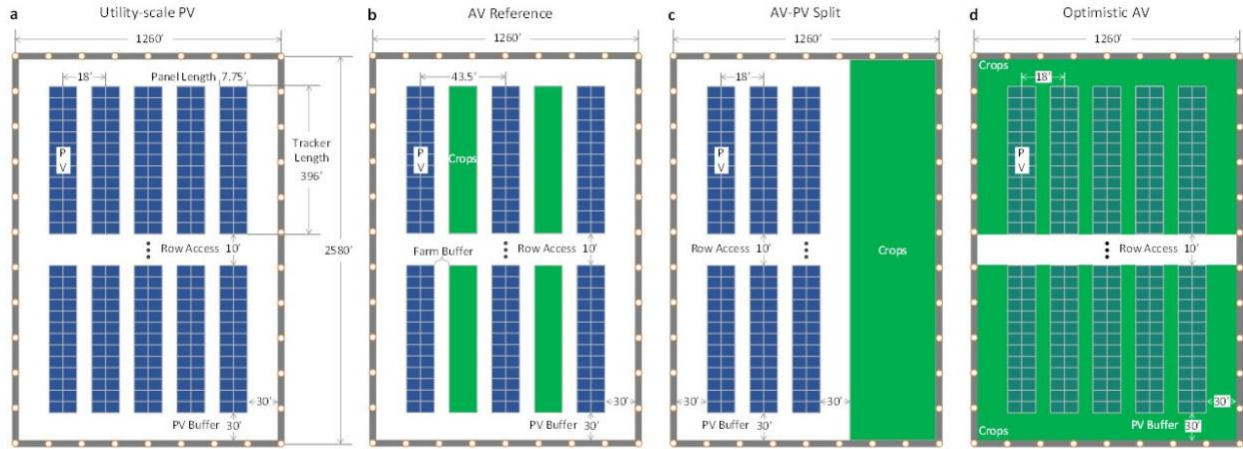 a Utility-scale PV
1260'
18' Panel Length 7.75'
P
V
Tracker
Length
396'
Row Access 10'
2580'
30'
PV Buffer 30'
b AV Reference
1260'
43.5'
P
V
Crops
Row Access 10'
Farm Buffer
30'
PV Buffer 30'
c AV-PV Split
1260'
18'
P
V
Row Access 10'
Crops
30' 30'
PV Buffer 30'
d Optimistic AV
1260'
Crops
18'
P
V
Row Access 10'
30'
PV Buffer 30'
Crops